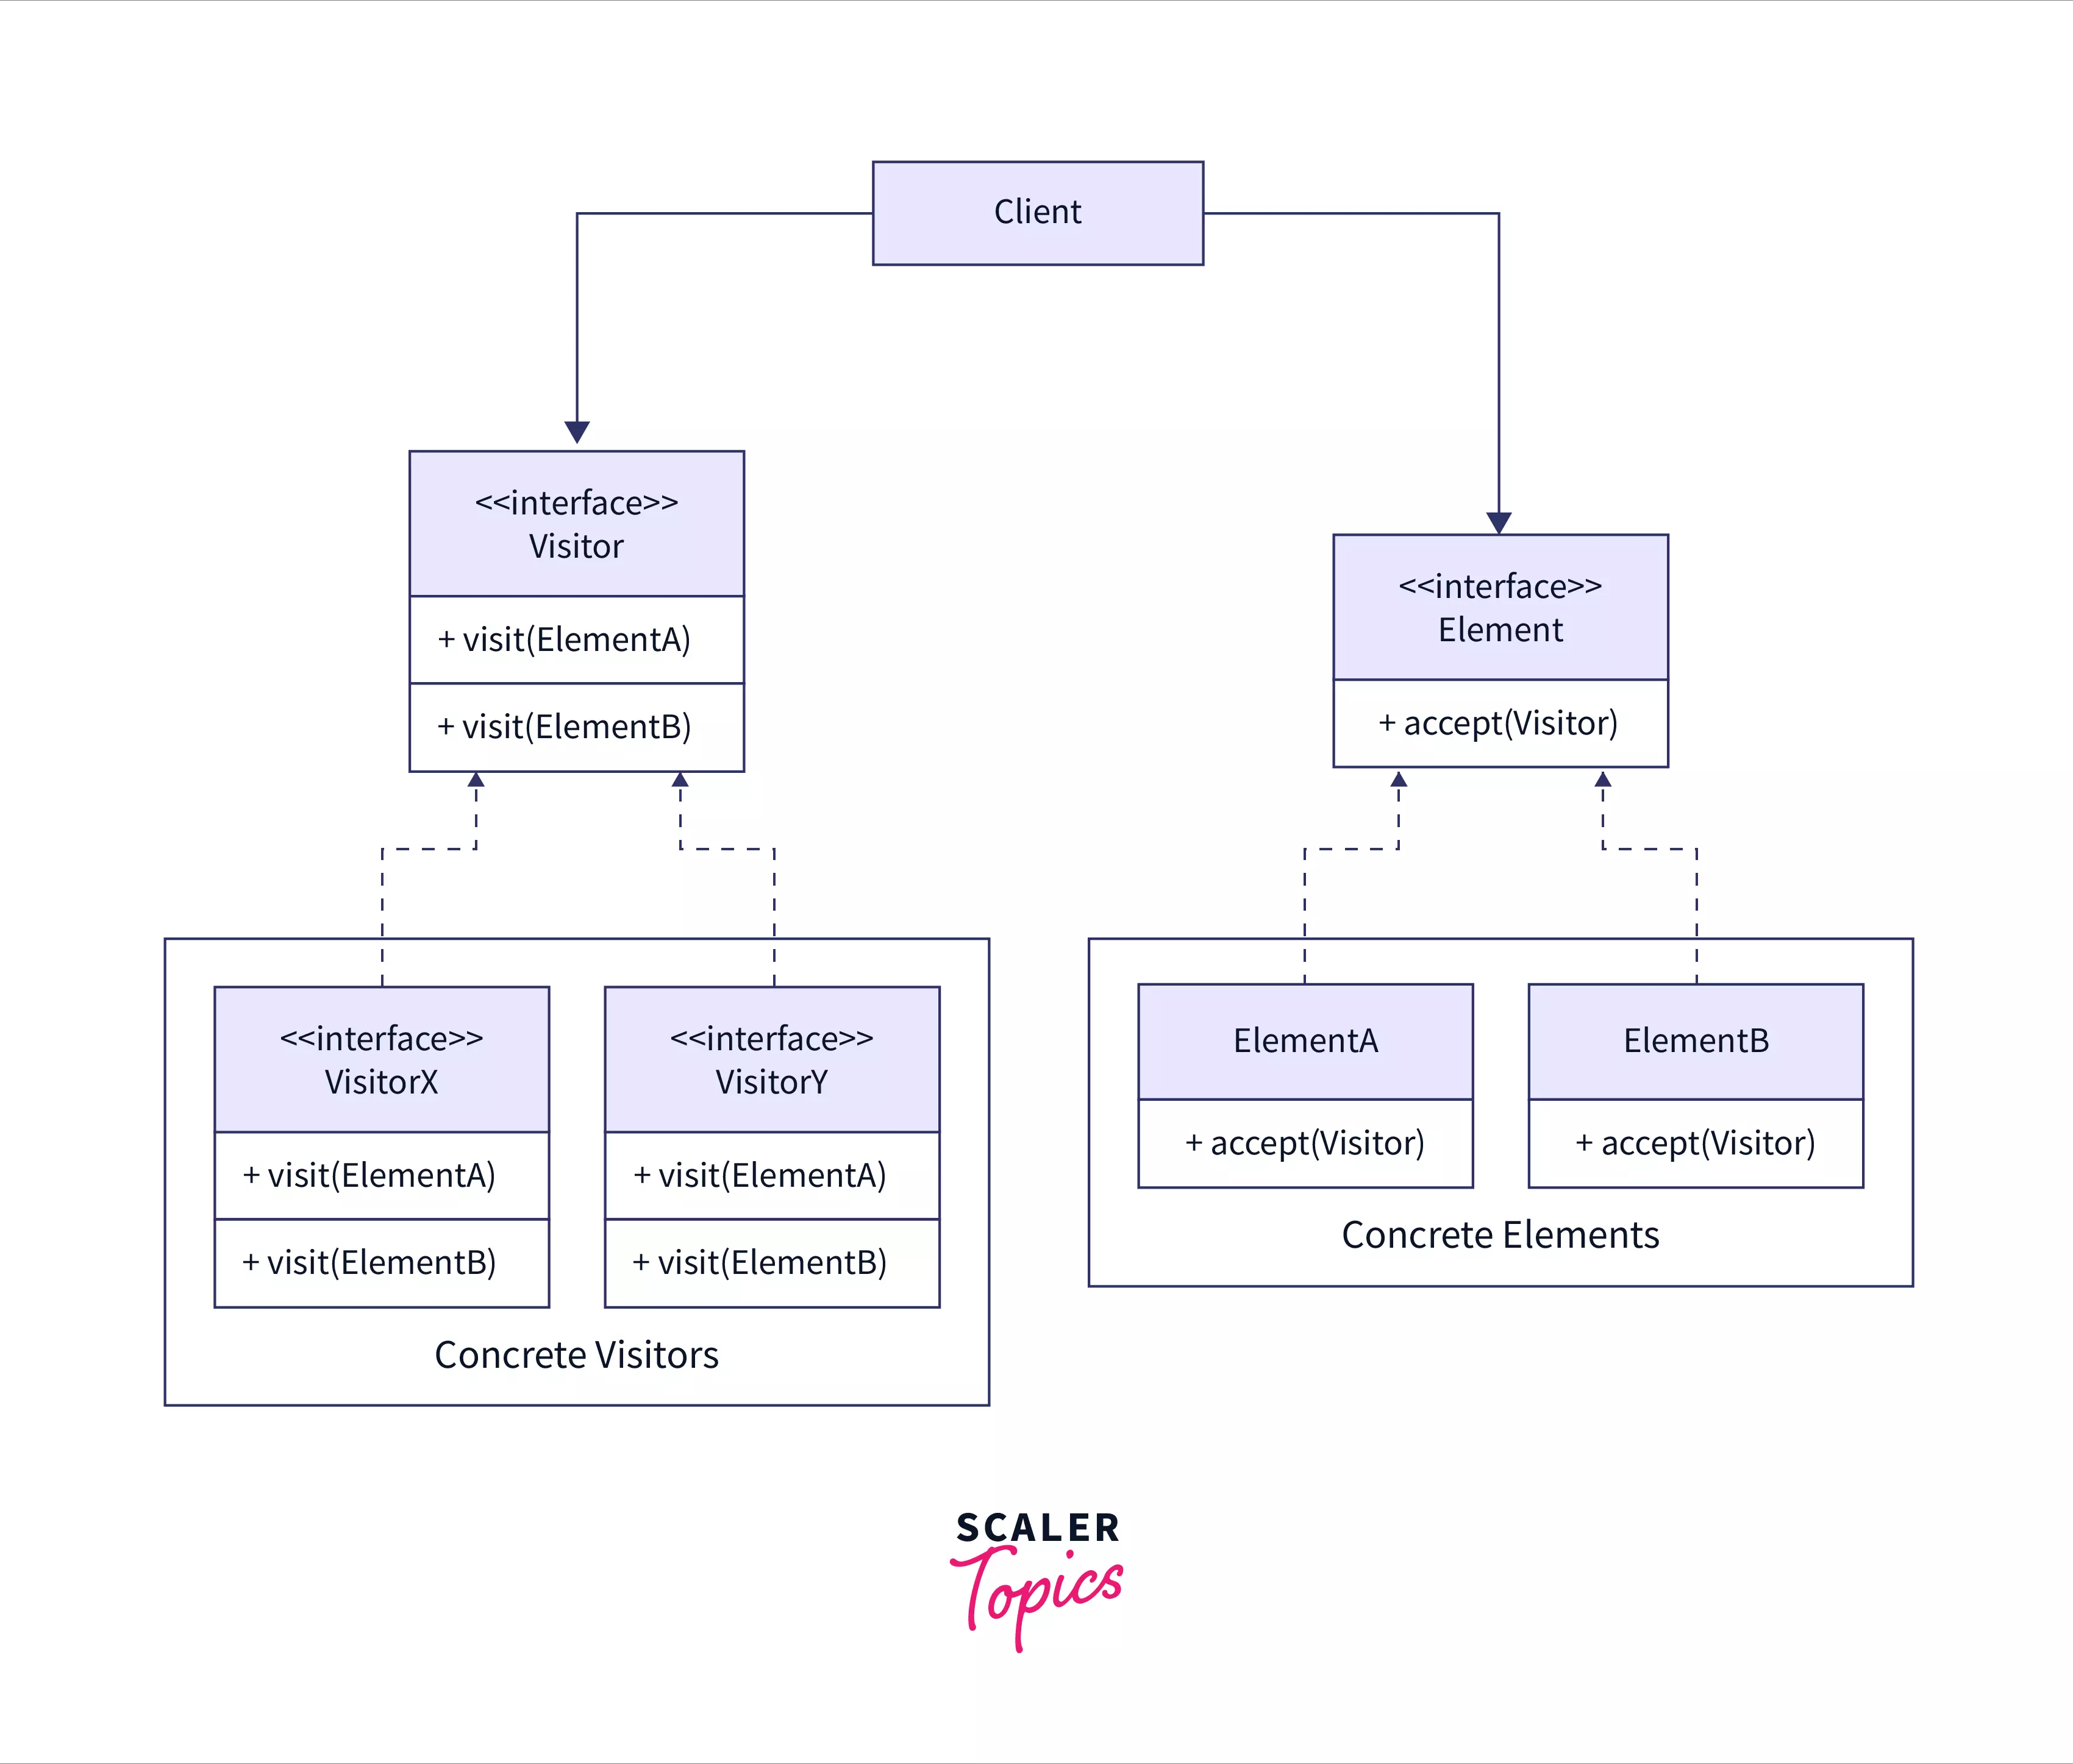 Client
<<interface>>
Visitor
+ visit(ElementA)
+ visit(ElementB)
<<interface>>
Element
+ accept(Visitor)
<<interface>>
VisitorX
+ visit(ElementA)
+ visit(ElementB)
<<interface>>
VisitorY
+ visit(ElementA)
+ visit(ElementB)
Concrete Visitors
ElementA
+ accept(Visitor)
ElementB
+ accept(Visitor)
Concrete Elements
SCALER
Topics